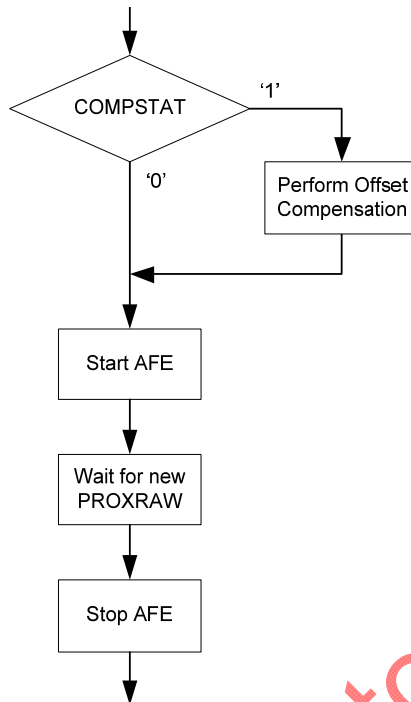 COMPSTAT
‘1’
Perform Offset
Compensation
‘0’
Start AFE
Wait for new
PROXRAW
Stop AFE